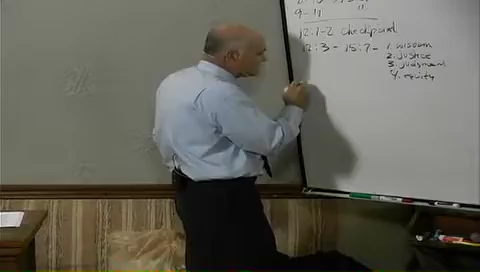 9-11 "
12:1-2 checkpoint
12:3 - 15:7 - 1. wisdom
2. justice
3. judgment
4. equity